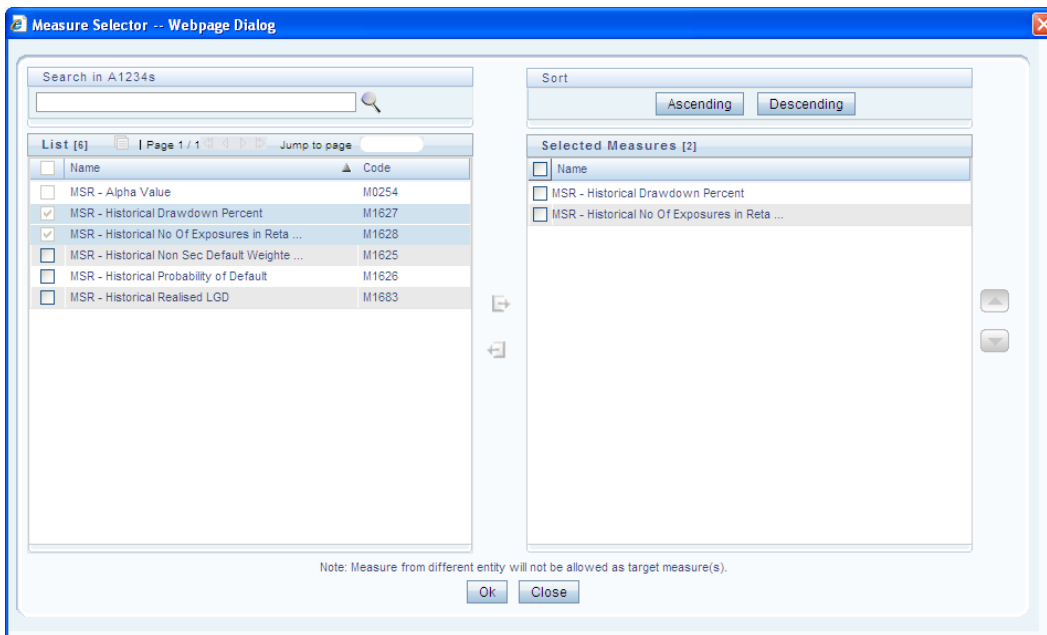 Measure Selector -- Webpage Dialog
Search in A1234s
Sort
Ascending Descending
List [6] | Page 1 / 1 Jump to page
Name Code
MSR - Alpha Value M0254
MSR - Historical Drawdown Percent M1627
MSR - Historical No Of Exposures in Reta ... M1628
MSR - Historical Non Sec Default Weighte ... M1625
MSR - Historical Probability of Default M1626
MSR - Historical Realised LGD M1683
Selected Measures [2]
Name
MSR - Historical Drawdown Percent
MSR - Historical No Of Exposures in Reta ...
Note: Measure from different entity will not be allowed as target measure(s).
Ok Close